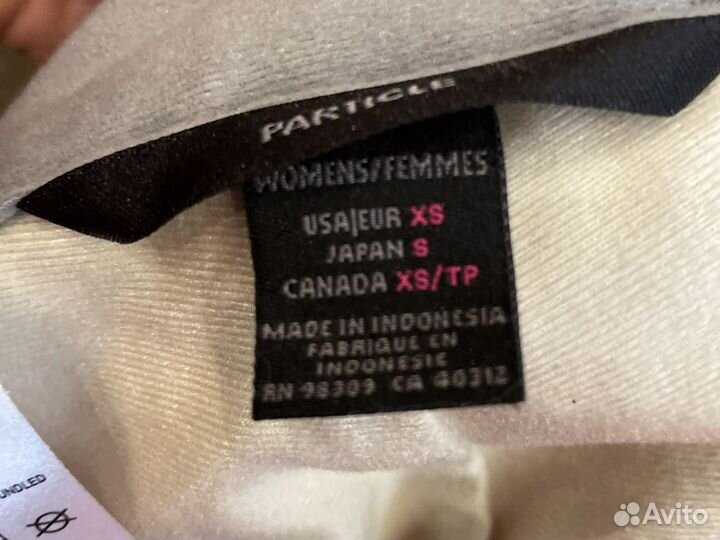 PARTICLE
WOMENS/FEMMES
USA|EUR XS
JAPAN S
CANADA XS/TP
MADE IN INDONESIA
FABRIQUE EN
INDONESIE
RN 98309 CA 40312
Avito